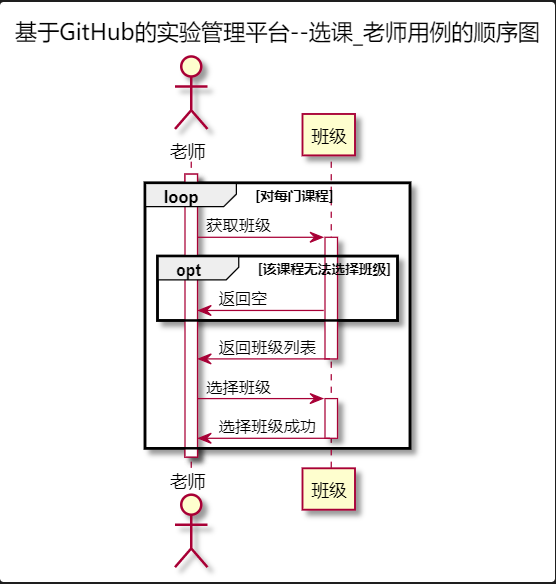 基于GitHub的实验管理平台--选课_老师用例的顺序图
老师
班级
loop [对每门课程]
获取班级
opt [该课程无法选择班级]
返回空
返回班级列表
选择班级
选择班级成功
老师
班级